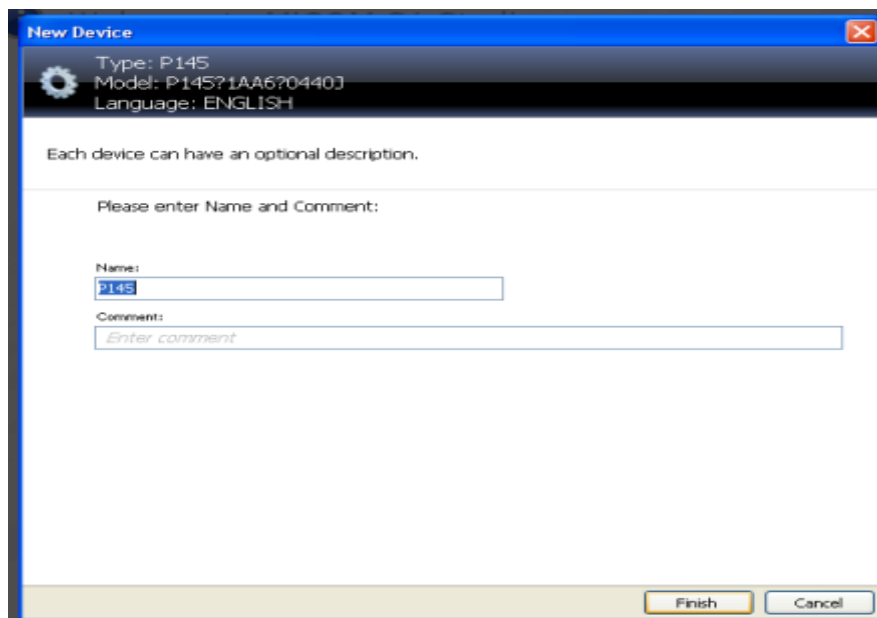 New Device
Type: P145
Model: P145?1AA6?0440J
Language: ENGLISH
Each device can have an optional description.
Please enter Name and Comment:
Name:
P145
Comment:
Enter comment
Finish
Cancel